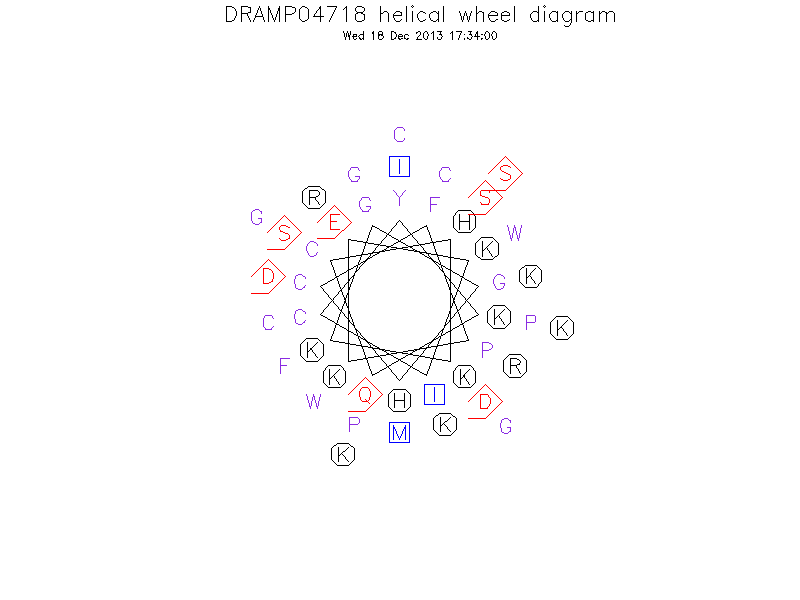 DRAMP04718 helical wheel diagram
Wed 18 Dec 2013 17:34:00
C
I
G C S
R Y S
G E F
G H W
S C K
D C G K
C C K P K
K P
F K K R
W Q H I D
P M K G
K